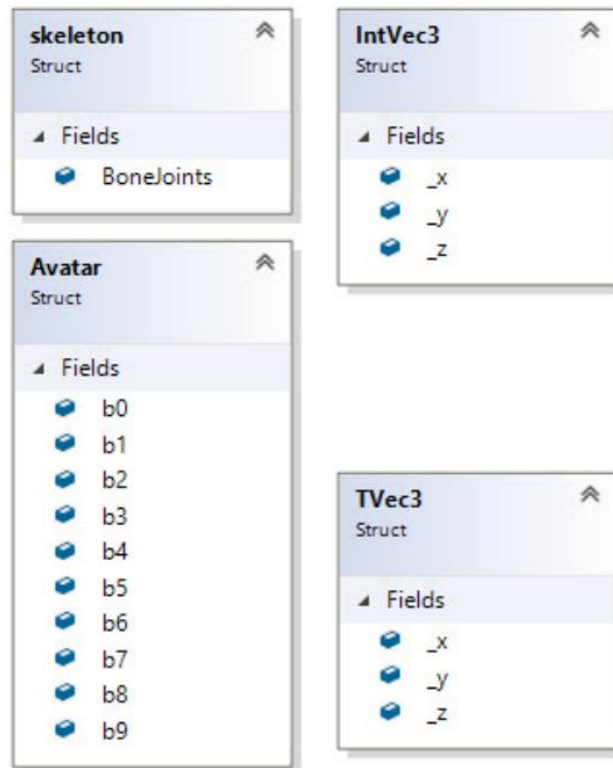 skeleton
Struct
Fields
BoneJoints
Avatar
Struct
Fields
b0
b1
b2
b3
b4
b5
b6
b7
b8
b9
IntVec3
Struct
Fields
_x
_y
_z
TVec3
Struct
Fields
_x
_y
_z